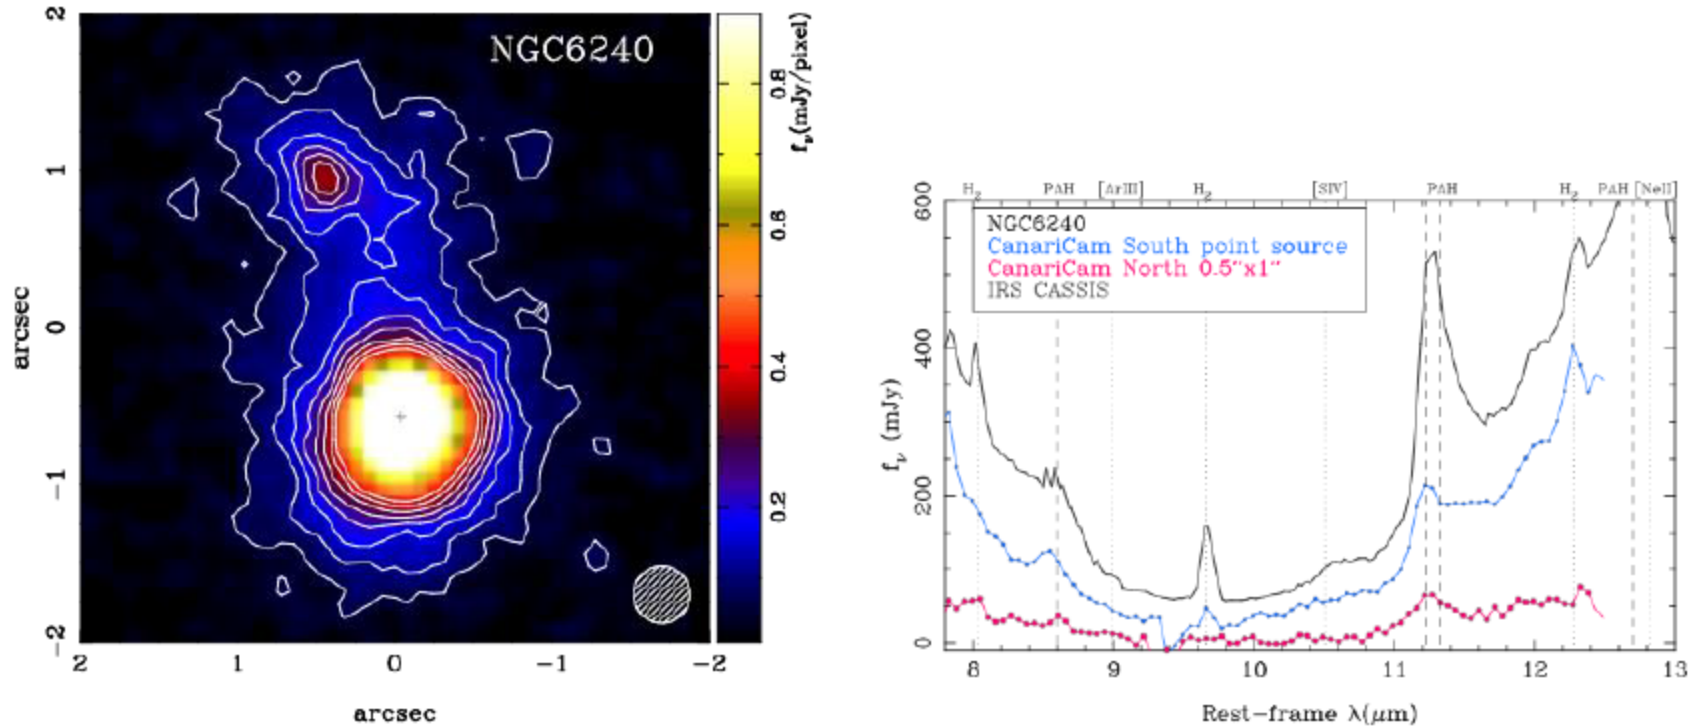 NGC6240
2
1
0
−1
−2
arcsec
2 1 0 −1 −2
arcsec
0.8
0.6
0.4
0.2
f_ν(mJy/pixel)
H₂ PAH [ArIII] H₂ [SIV] PAH H₂ PAH [NeII]
NGC6240
CanariCam South point source
CanariCam North 0.5"x1"
IRS CASSIS
600
400
200
0
f_ν (mJy)
8 9 10 11 12 13
Rest−frame λ(μm)